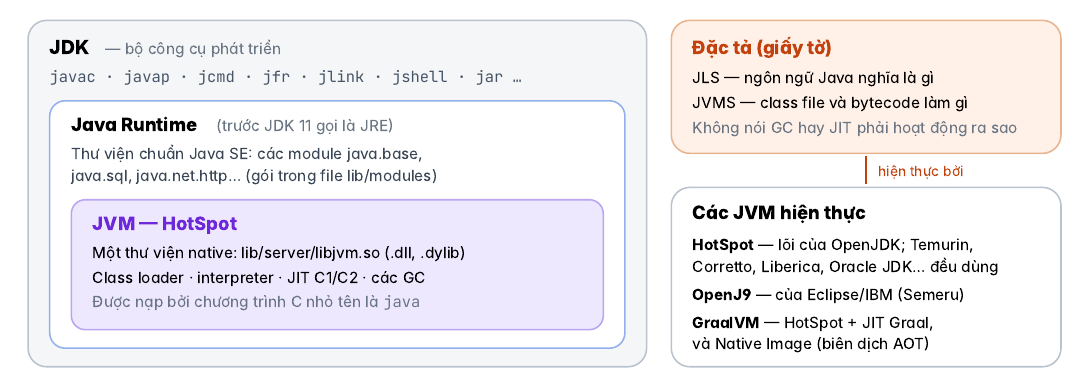 JDK — bộ công cụ phát triển
javac · javap · jcmd · jfr · jlink · jshell · jar …
Java Runtime (trước JDK 11 gọi là JRE)
Thư viện chuẩn Java SE: các module java.base,
java.sql, java.net.http… (gói trong file lib/modules)
JVM — HotSpot
Một thư viện native: lib/server/libjvm.so (.dll, .dylib)
Class loader · interpreter · JIT C1/C2 · các GC
Được nạp bởi chương trình C nhỏ tên là java
Đặc tả (giấy tờ)
JLS — ngôn ngữ Java nghĩa là gì
JVMS — class file và bytecode làm gì
Không nói GC hay JIT phải hoạt động ra sao
hiện thực bởi
Các JVM hiện thực
HotSpot — lõi của OpenJDK; Temurin,
Corretto, Liberica, Oracle JDK… đều dùng
OpenJ9 — của Eclipse/IBM (Semeru)
GraalVM — HotSpot + JIT Graal,
và Native Image (biên dịch AOT)